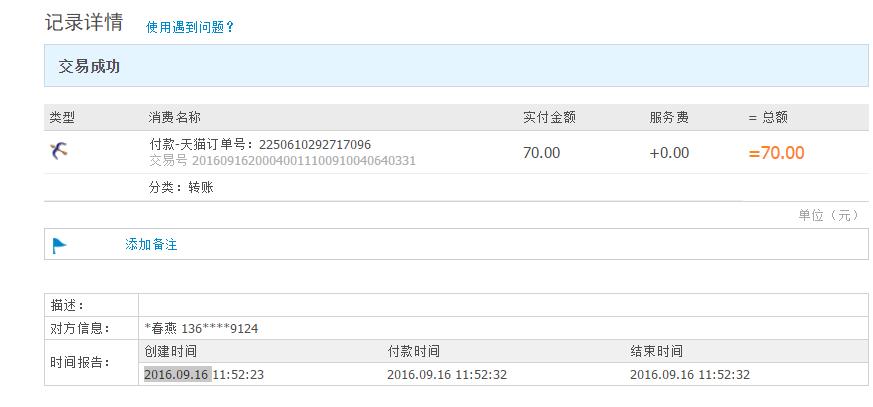 记录详情 使用遇到问题？
交易成功
类型 消费名称 实付金额 服务费 = 总额
付款-天猫订单号：2250610292717096 70.00 +0.00 =70.00
交易号 20160916200040011100910040640331
分类：转账
单位（元）
添加备注
描述：
对方信息： *春燕 136****9124
时间报告： 创建时间 付款时间 结束时间
2016.09.16 11:52:23 2016.09.16 11:52:32 2016.09.16 11:52:32